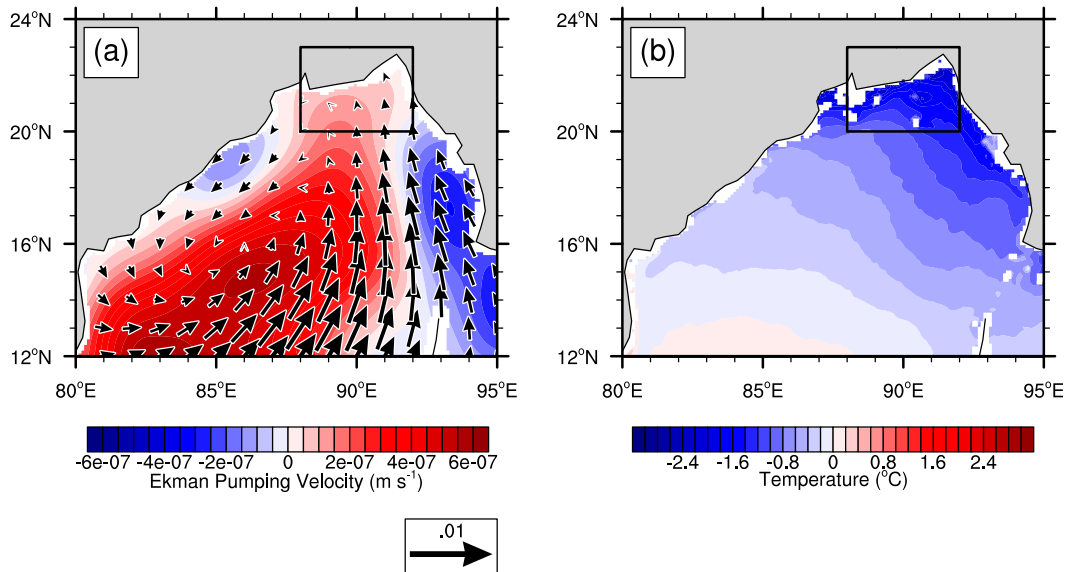 (a)
24°N
20°N
16°N
12°N
80°E 85°E 90°E 95°E
-6e-07 -4e-07 -2e-07 0 2e-07 4e-07 6e-07
Ekman Pumping Velocity (m s⁻¹)
.01
(b)
24°N
20°N
16°N
12°N
80°E 85°E 90°E 95°E
-2.4 -1.6 -0.8 0 0.8 1.6 2.4
Temperature (°C)